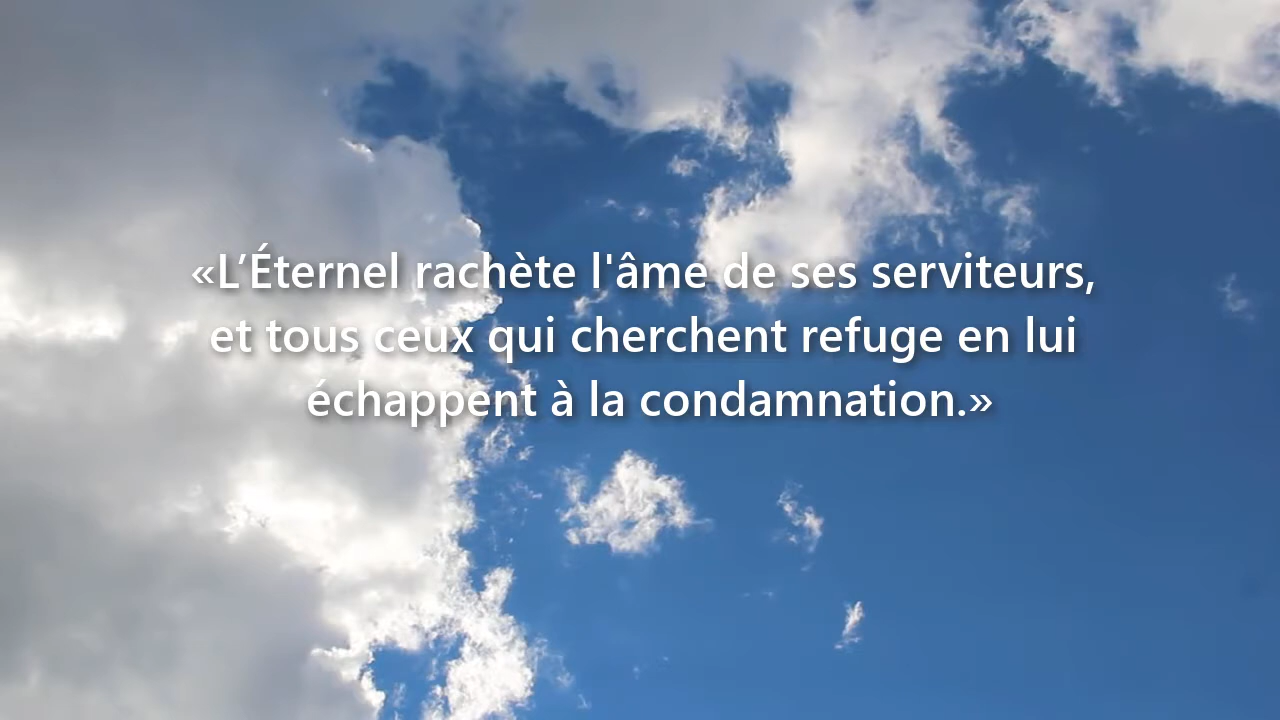 «L’Éternel rachète l'âme de ses serviteurs,
et tous ceux qui cherchent refuge en lui
échappent à la condamnation.»